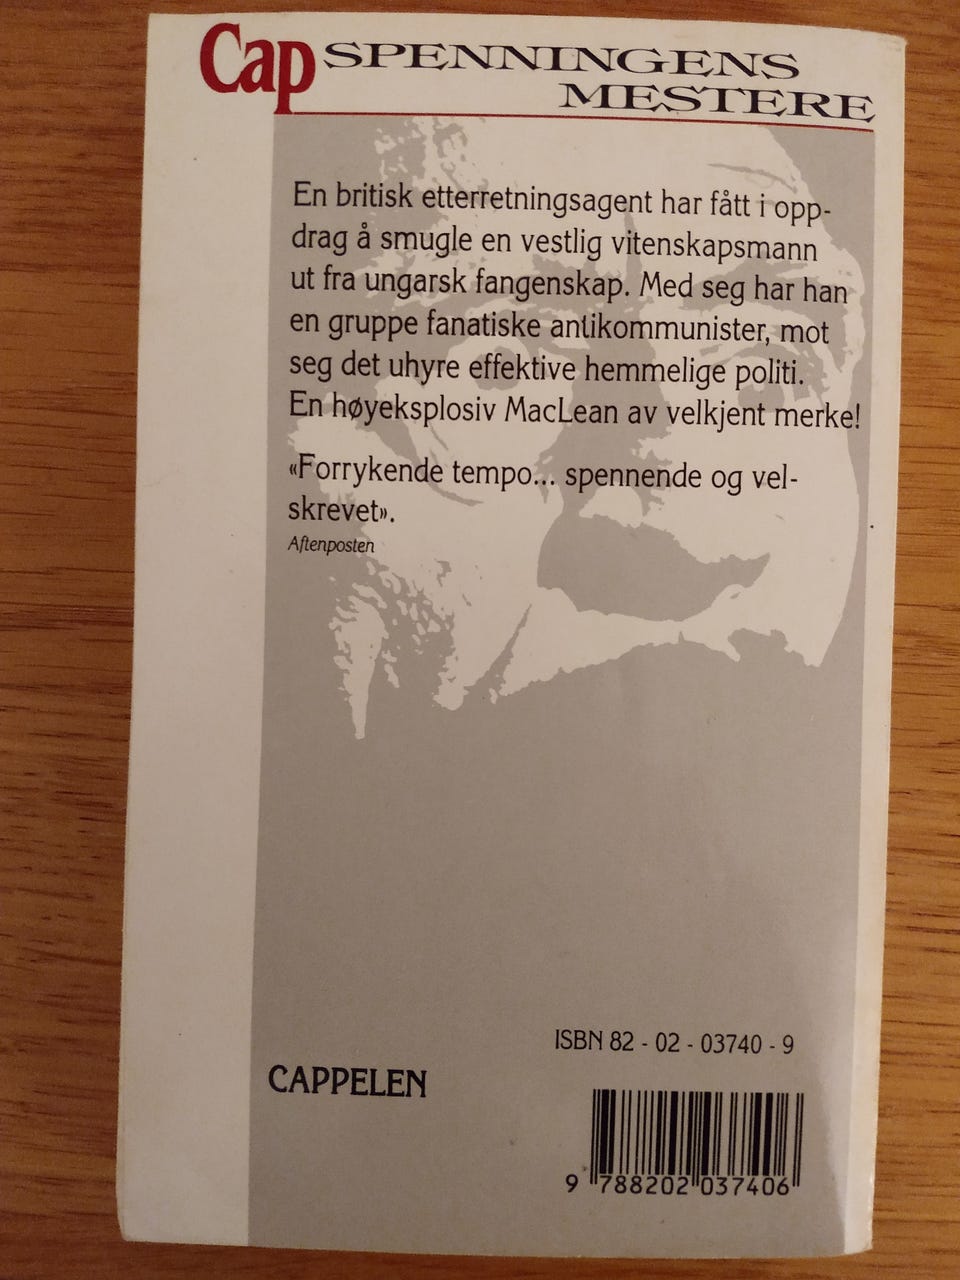 Cap SPENNINGENS
MESTERE
En britisk etterretningsagent har fått i opp-
drag å smugle en vestlig vitenskapsmann
ut fra ungarsk fangenskap. Med seg har han
en gruppe fanatiske antikommunister, mot
seg det uhyre effektive hemmelige politi.
En høyeksplosiv MacLean av velkjent merke!
«Forrykende tempo... spennende og vel-
skrevet».
Aftenposten
ISBN 82 - 02 - 03740 - 9
CAPPELEN
9 788202 037406